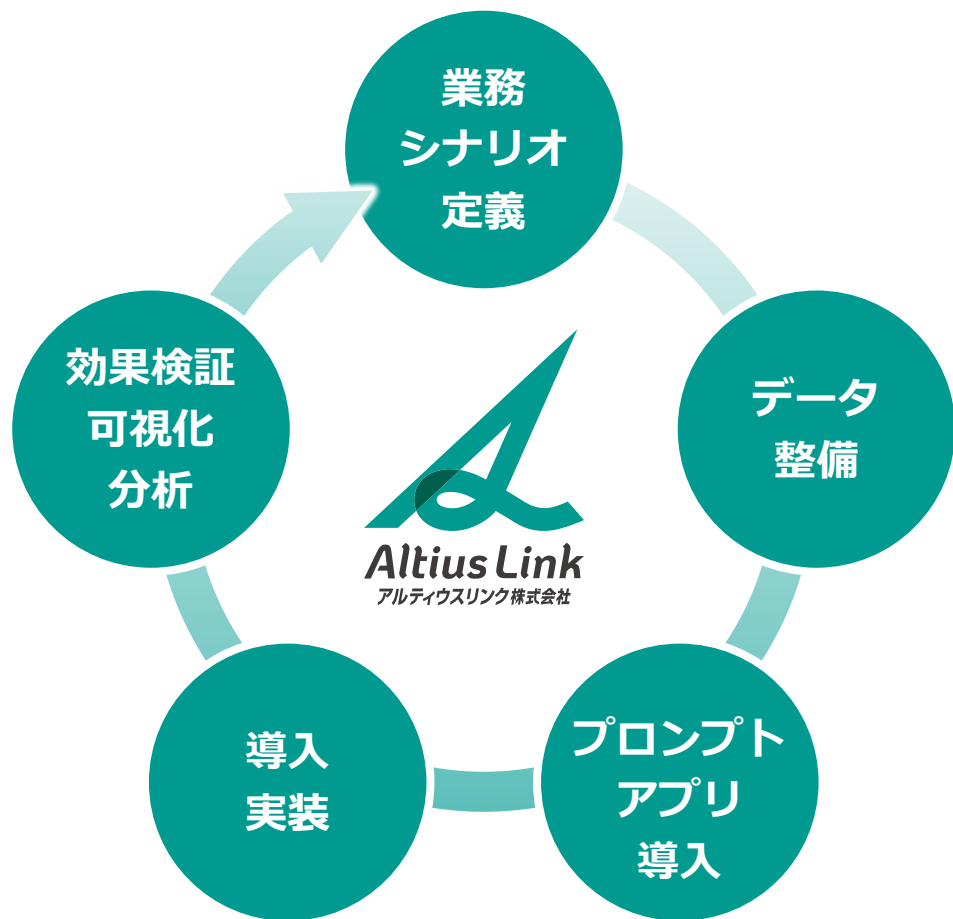 業務
シナリオ
定義
データ
整備
プロンプト
アプリ
導入
導入
実装
効果検証
可視化
分析
Altius Link
アルティウスリンク株式会社